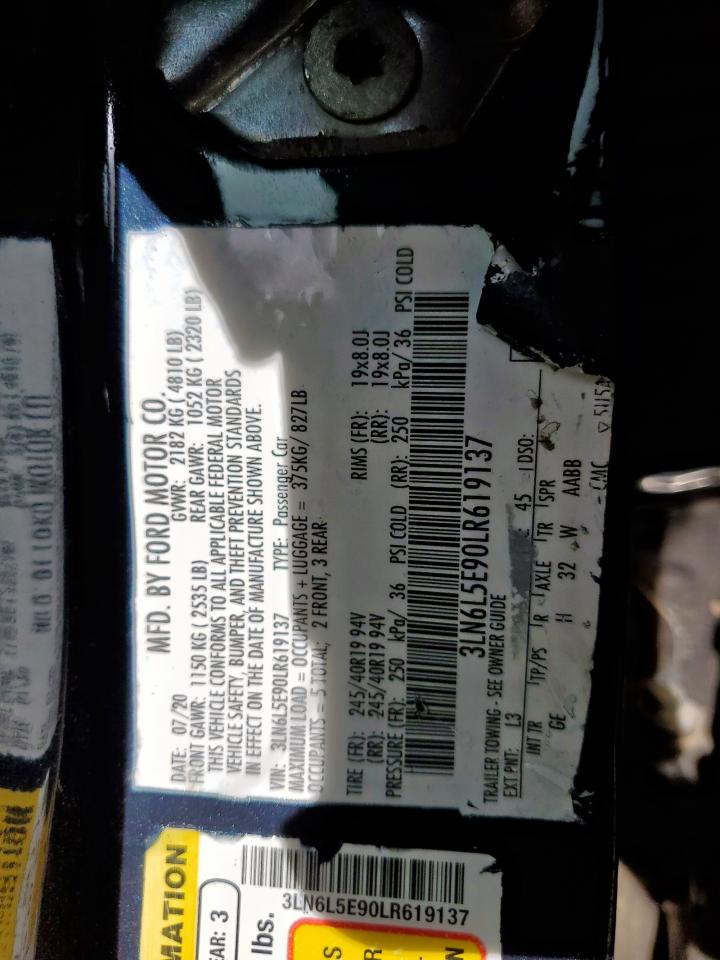 MFD. BY FORD MOTOR CO.
DATE: 07/20 GVWR: 2182 KG ( 4810 LB)
FRONT GAWR: 1150 KG ( 2535 LB) REAR GAWR: 1052 KG ( 2320 LB)
THIS VEHICLE CONFORMS TO ALL APPLICABLE FEDERAL MOTOR
VEHICLE SAFETY, BUMPER, AND THEFT PREVENTION STANDARDS
IN EFFECT ON THE DATE OF MANUFACTURE SHOWN ABOVE.
VIN: 3LN6L5E90LR619137 TYPE: Passenger Car
MAXIMUM LOAD = OCCUPANTS + LUGGAGE = 375KG/ 827LB
OCCUPANTS = 5 TOTAL, 2 FRONT, 3 REAR
TIRE (FR): 245/40R19 94V RIMS (FR): 19x8.0J
(RR): 245/40R19 94V (RR): 19x8.0J
PRESSURE (FR): 250 kPa/ 36 PSI COLD (RR): 250 kPa/ 36 PSI COLD
3LN6L5E90LR619137
TRAILER TOWING - SEE OWNER GUIDE
EXT PNT: L3 45 DSO:
INT TR TP/PS R AXLE TR SPR
GE H 32 W AABB
MATION
EAR: 3
lbs.
3LN6L5E90LR619137